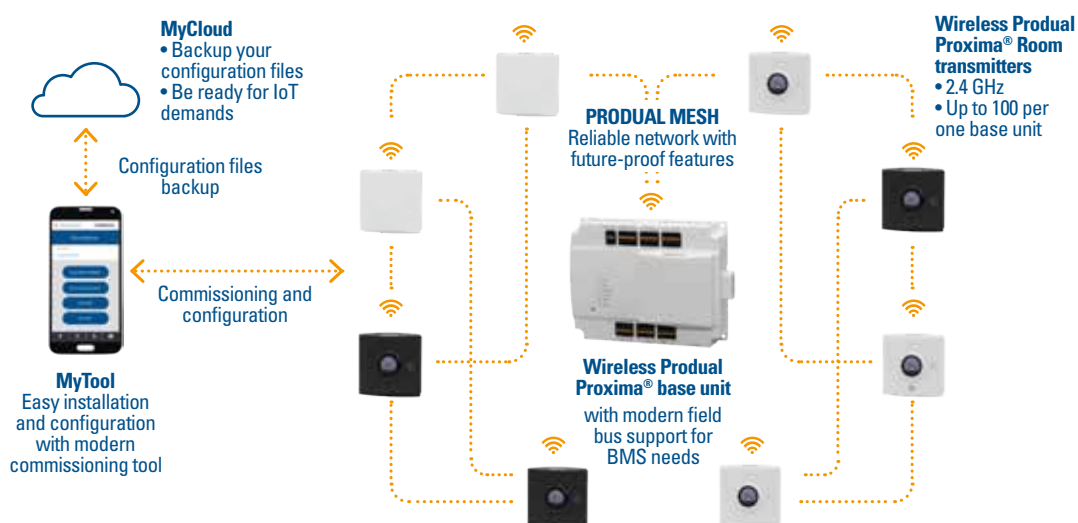 MyCloud
• Backup your
configuration files
• Be ready for IoT
demands
Configuration files
backup
MyTool
Easy installation
and configuration
with modern
commissioning tool
Commissioning and
configuration
PRODUAL MESH
Reliable network with
future-proof features
Wireless Produal
Proxima® base unit
with modern field
bus support for
BMS needs
Wireless Produal
Proxima® Room
transmitters
• 2.4 GHz
• Up to 100 per
one base unit